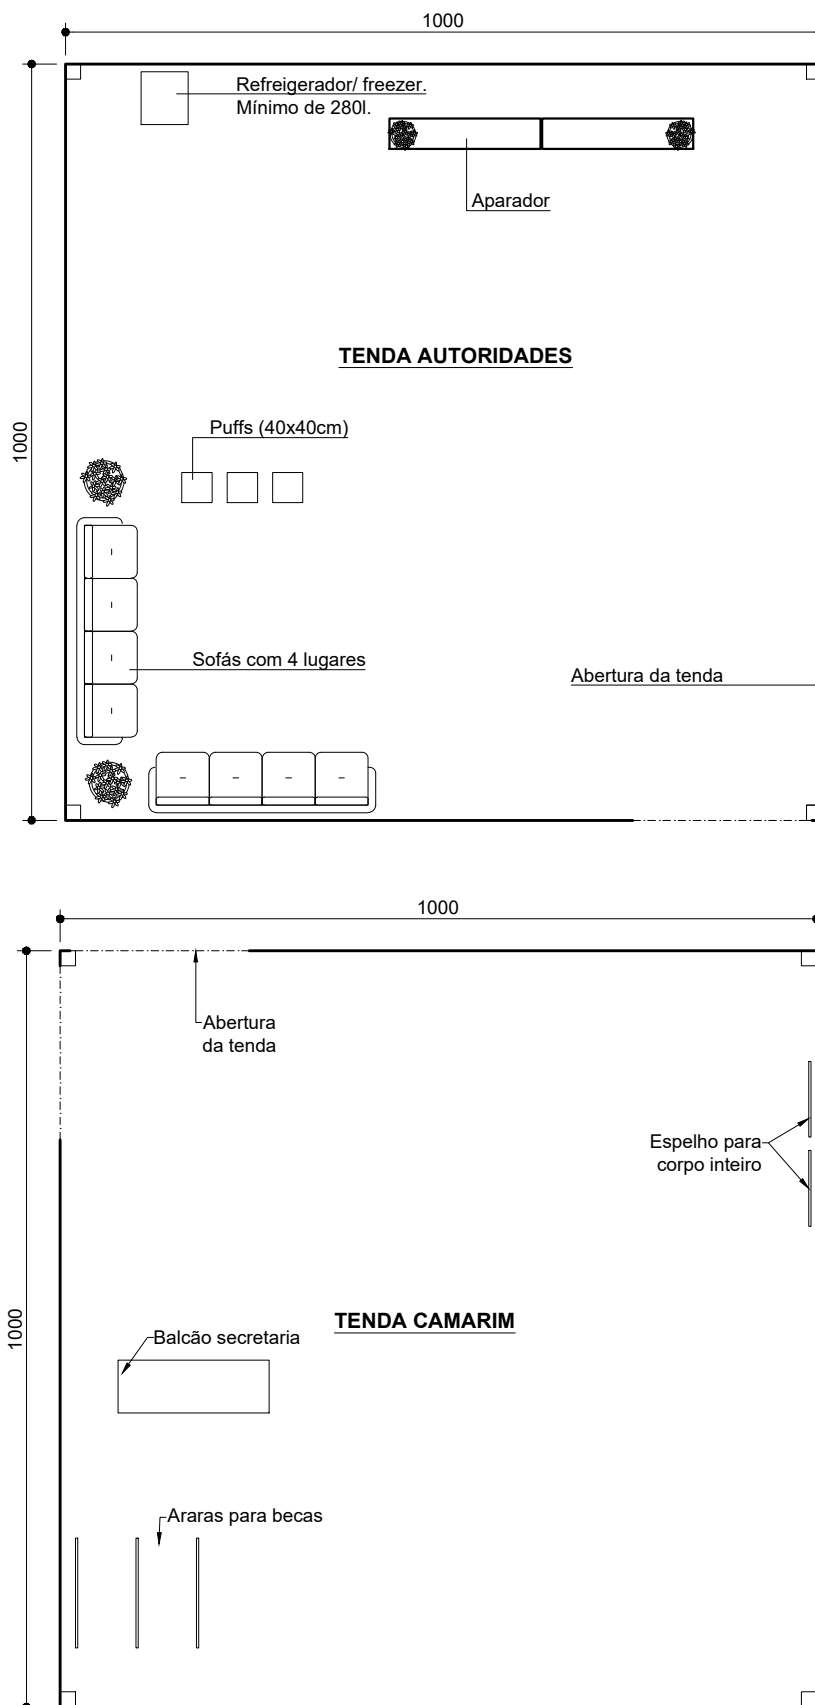 1000
Refreigerador/ freezer.
Mínimo de 280l.
Aparador
TENDA AUTORIDADES
1000
Puffs (40x40cm)
Sofás com 4 lugares
Abertura da tenda
1000
Abertura
da tenda
Espelho para
corpo inteiro
1000
TENDA CAMARIM
Balcão secretaria
Araras para becas